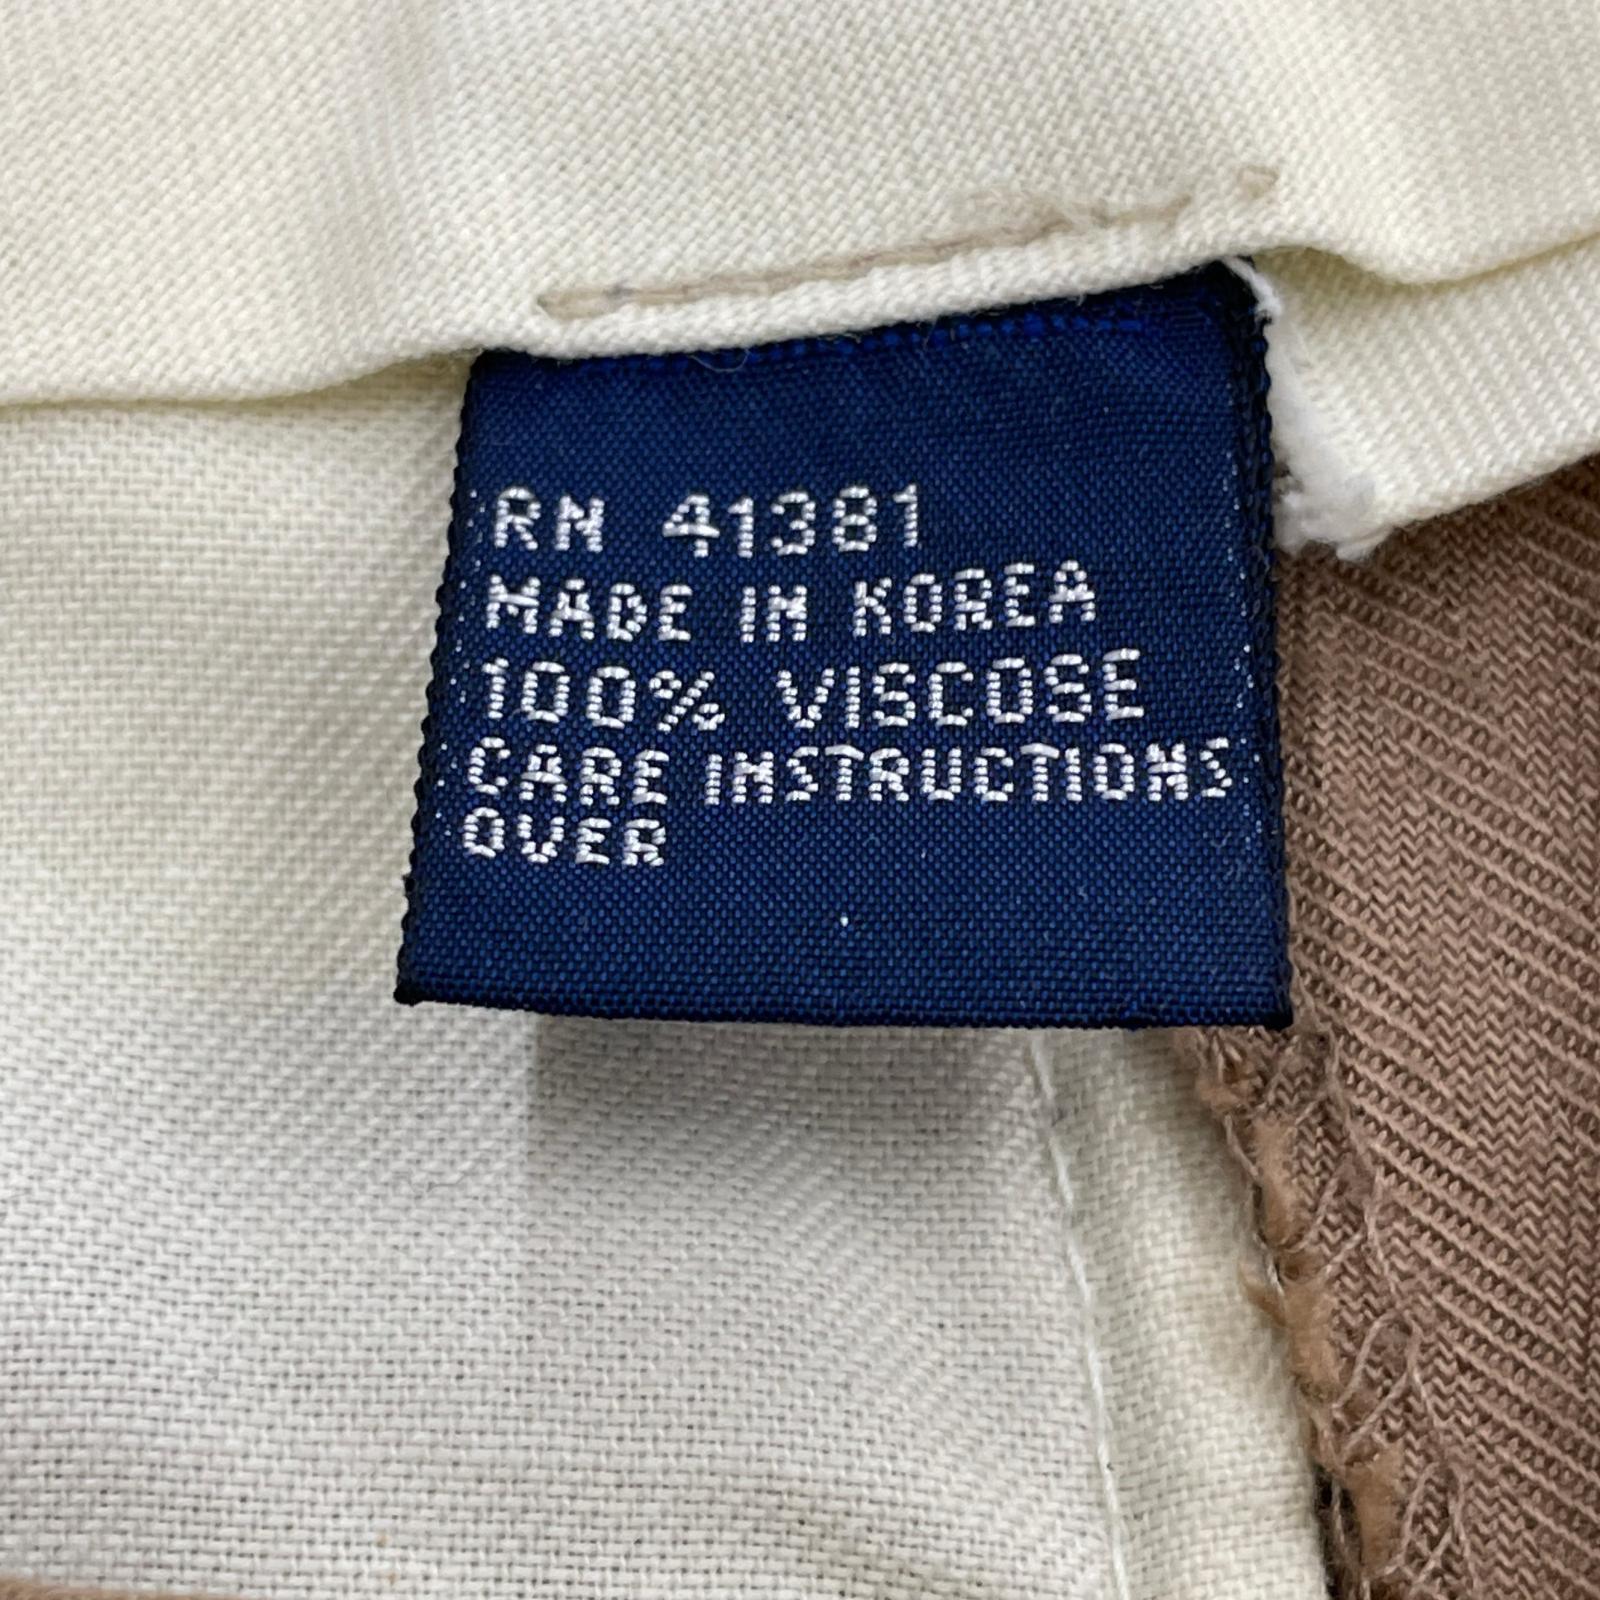 RN 41381
MADE IN KOREA
100% VISCOSE
CARE INSTRUCTIONS
OVER